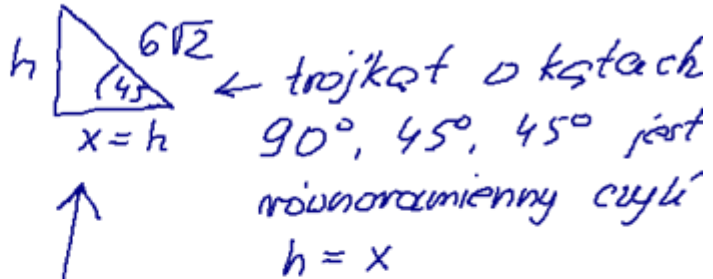 h 6√2
(45 ← trójkąt o kątach
x = h 90°, 45°, 45° jest
równoramienny czyli
h = x